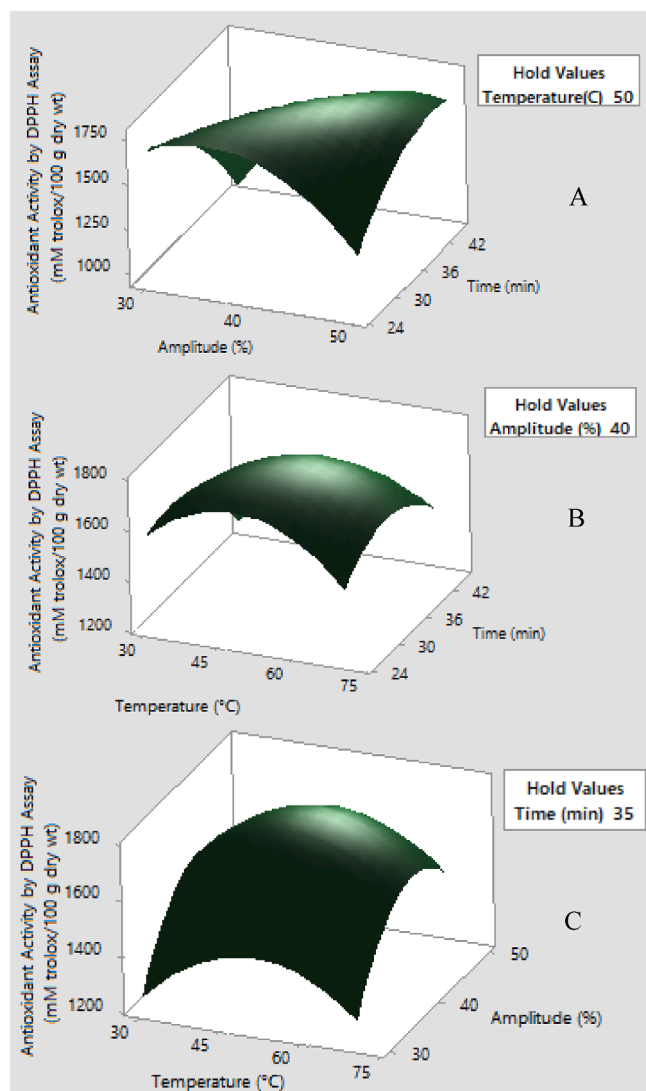 Antioxidant Activity by DPPH Assay
(mM trolox/100 g dry wt)
1750
1500
1250
1000
30
40
50
Amplitude (%)
24
30
36
42
Time (min)
Hold Values
Temperature(C) 50
A
Antioxidant Activity by DPPH Assay
(mM trolox/100 g dry wt)
1800
1600
1400
1200
30
45
60
75
Temperature (°C)
24
30
36
42
Time (min)
Hold Values
Amplitude (%) 40
B
Antioxidant Activity by DPPH Assay
(mM trolox/100 g dry wt)
1800
1600
1400
1200
30
45
60
75
Temperature (°C)
30
40
50
Amplitude (%)
Hold Values
Time (min) 35
C